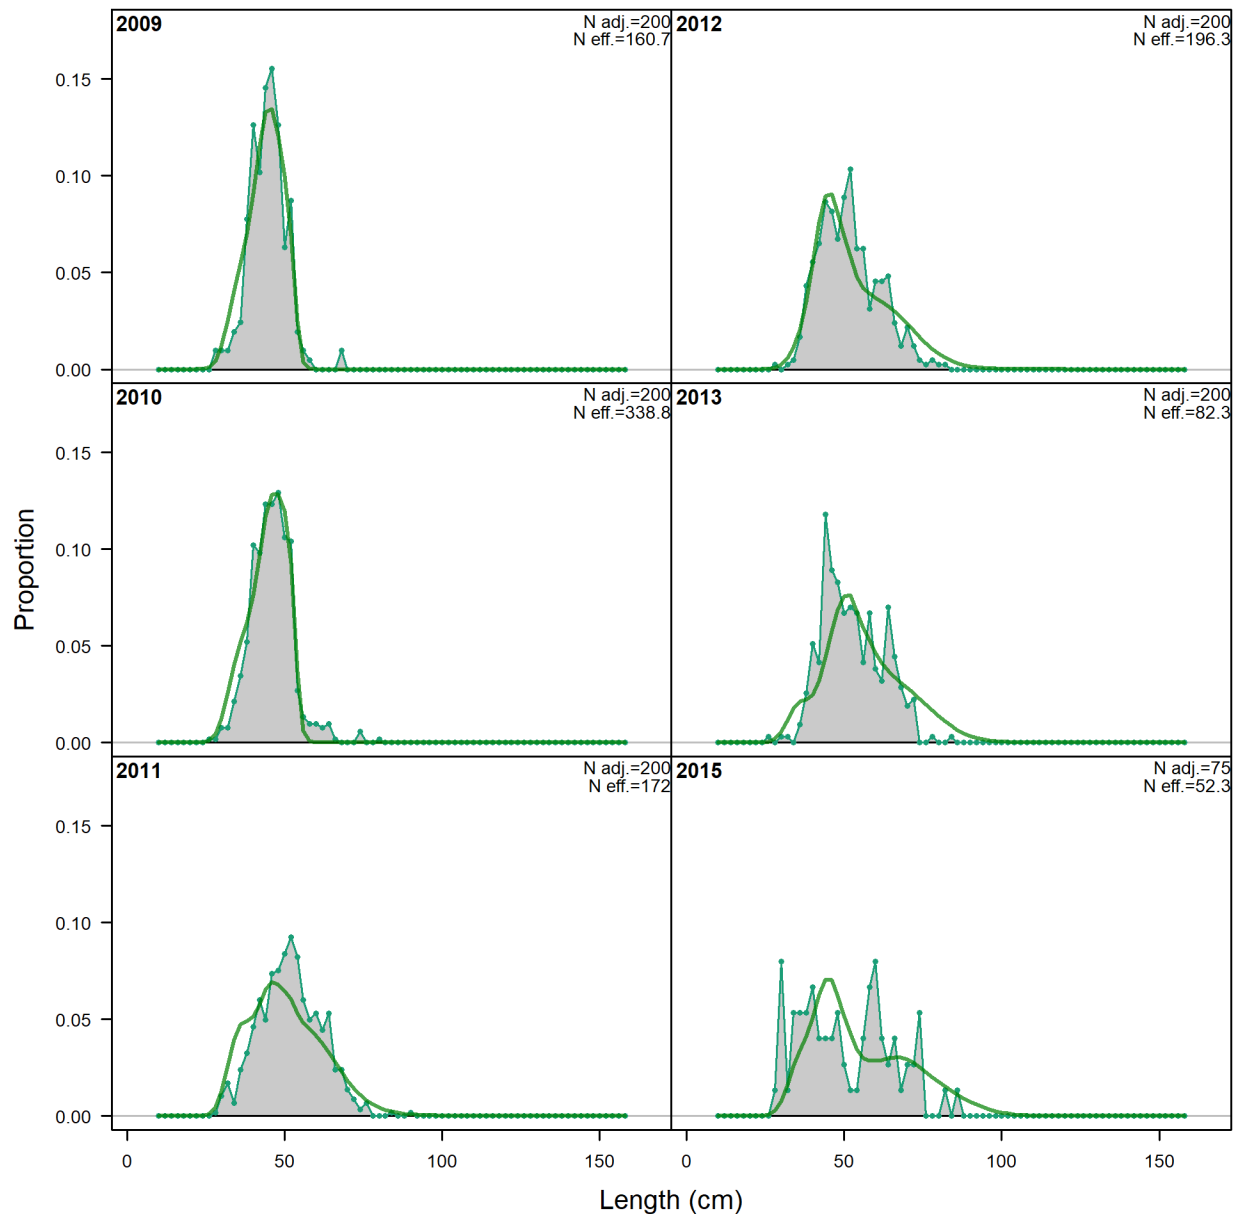 2009
N adj.=200
N eff.=160.7
2012
N adj.=200
N eff.=196.3
0.15
0.10
0.05
0.00
2010
N adj.=200
N eff.=338.8
2013
N adj.=200
N eff.=82.3
0.15
0.10
0.05
0.00
Proportion
2011
N adj.=200
N eff.=172
2015
N adj.=75
N eff.=52.3
0.15
0.10
0.05
0.00
0
50
100
150
0
50
100
150
Length (cm)